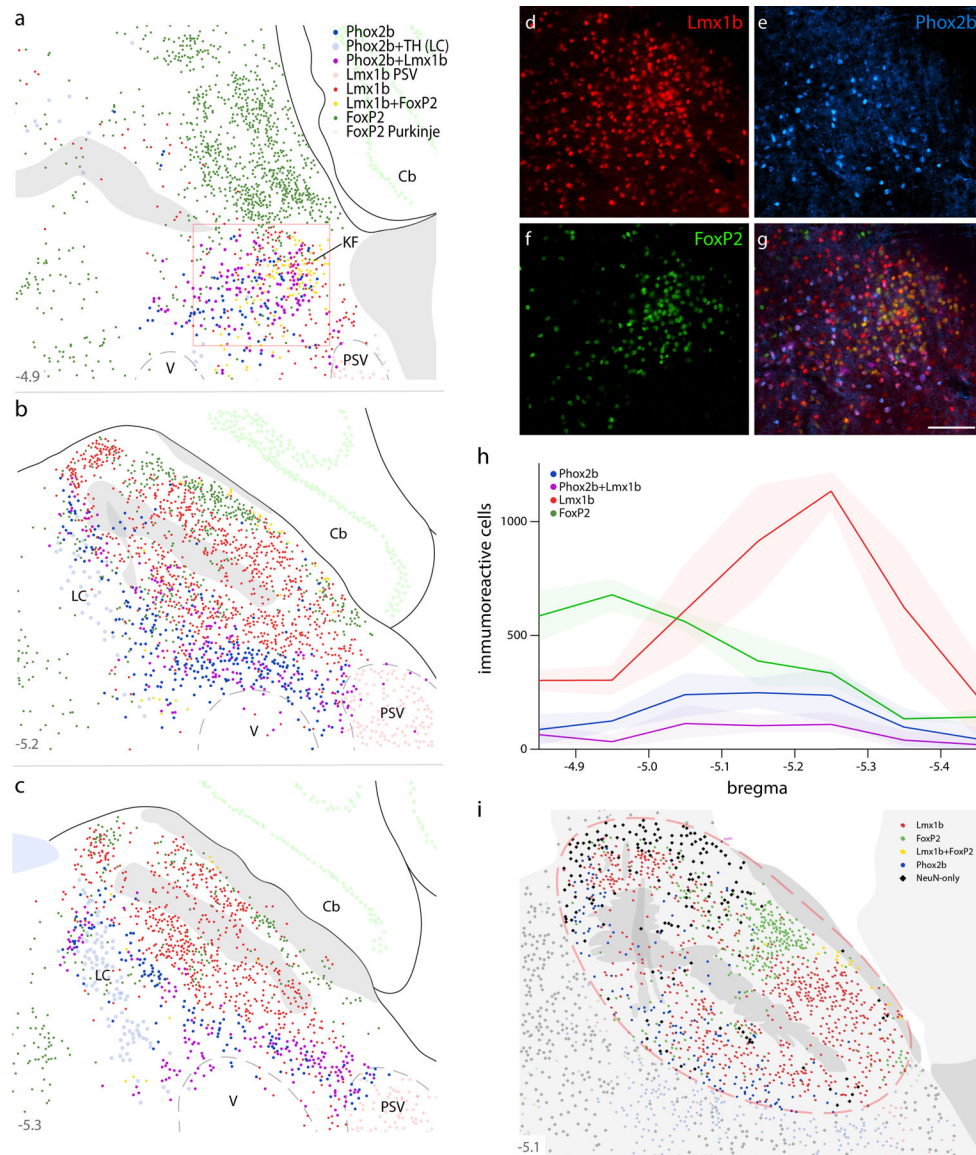 a
Phox2b
Phox2b+TH (LC)
Phox2b+Lmx1b
Lmx1b PSV
Lmx1b
Lmx1b+FoxP2
FoxP2
FoxP2 Purkinje
Cb
KF
V
PSV
-4.9
b
Cb
LC
V
PSV
-5.2
c
Cb
LC
V
PSV
-5.3
d
Lmx1b
e
Phox2b
f
FoxP2
g
h
Phox2b
Phox2b+Lmx1b
Lmx1b
FoxP2
immumoreactive cells
1000
500
0
-4.9 -5.0 -5.1 -5.2 -5.3 -5.4
bregma
i
Lmx1b
FoxP2
Lmx1b+FoxP2
Phox2b
NeuN-only
-5.1